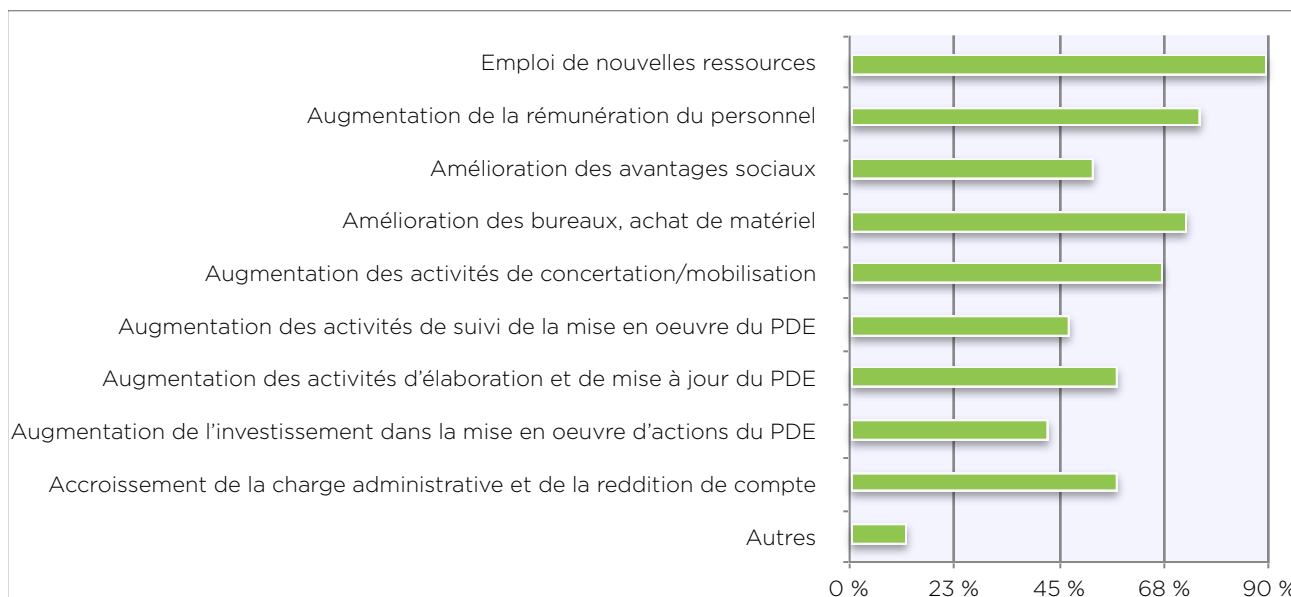 Emploi de nouvelles ressources
Augmentation de la rémunération du personnel
Amélioration des avantages sociaux
Amélioration des bureaux, achat de matériel
Augmentation des activités de concertation/mobilisation
Augmentation des activités de suivi de la mise en oeuvre du PDE
Augmentation des activités d'élaboration et de mise à jour du PDE
Augmentation de l'investissement dans la mise en oeuvre d'actions du PDE
Accroissement de la charge administrative et de la reddition de compte
Autres
0 % 23 % 45 % 68 % 90 %